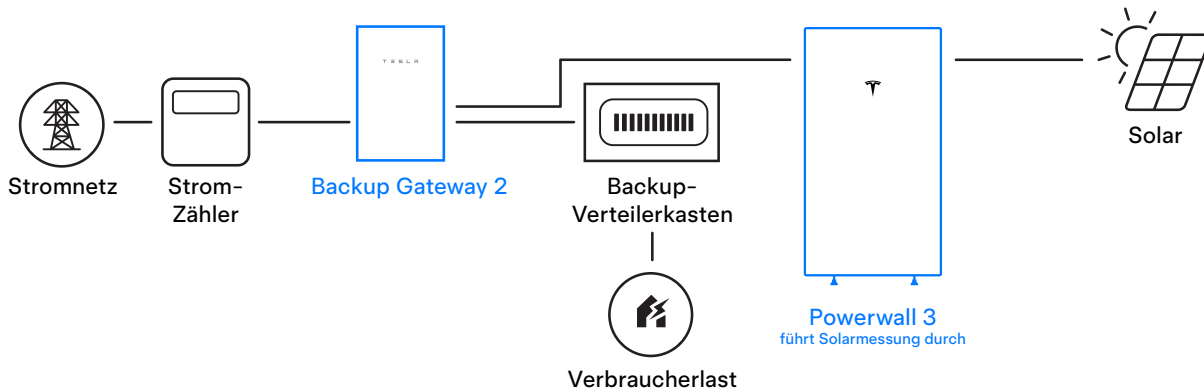 TESLA
Solar
Stromnetz
Strom-
Zähler
Backup Gateway 2
Backup-
Verteilerkasten
Powerwall 3
führt Solarmessung durch
Verbraucherlast